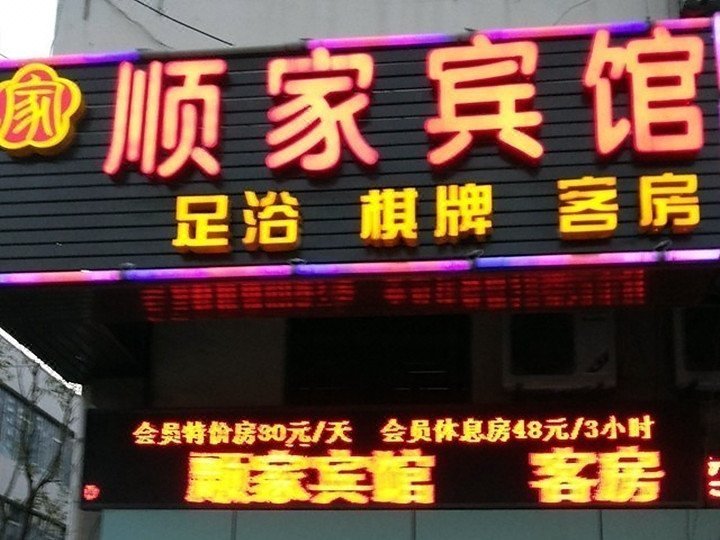 家
顺家宾馆
足浴 棋牌 客房
会员特价房80元/天 会员休息房48元/3小时
顺家宾馆 客房